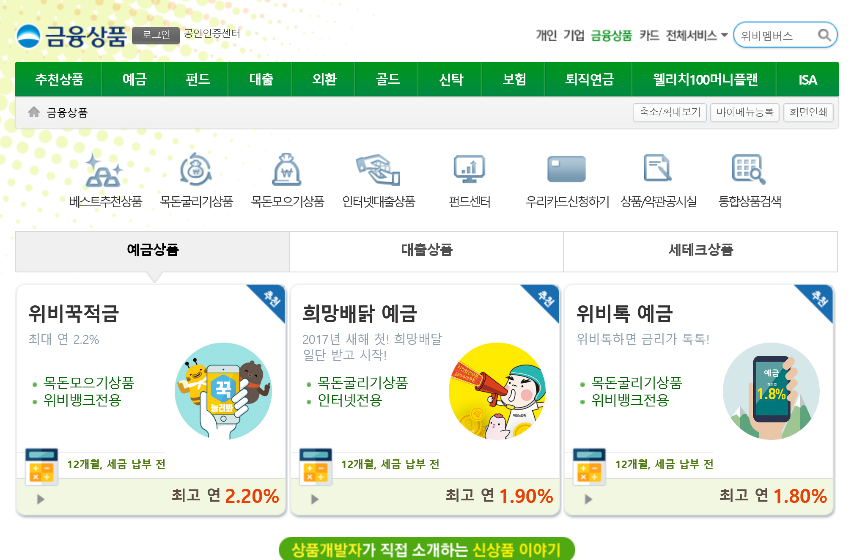 금융상품 로그인 공인인증센터
개인 기업 금융상품 카드 전체서비스 위비멤버스
추천상품 예금 펀드 대출 외환 골드 신탁 보험 퇴직연금 웰리치100머니플랜 ISA
금융상품 축소/확대보기 마이메뉴등록 화면인쇄
베스트추천상품 목돈굴리기상품 목돈모으기상품 인터넷대출상품 펀드센터 우리카드신청하기 상품/약관공시실 통합상품검색
예금상품 대출상품 세테크상품
추천
위비꾹적금
최대 연 2.2%
목돈모으기상품
위비뱅크전용
꾹
눌러줘
12개월, 세금 납부 전
최고 연 2.20%
추천
희망배닭 예금
2017년 새해 첫! 희망배달
일단 받고 시작!
목돈굴리기상품
인터넷전용
12개월, 세금 납부 전
최고 연 1.90%
추천
위비톡 예금
위비톡하면 금리가 톡톡!
목돈굴리기상품
위비뱅크전용
예금
1.8%
12개월, 세금 납부 전
최고 연 1.80%
상품개발자가 직접 소개하는 신상품 이야기